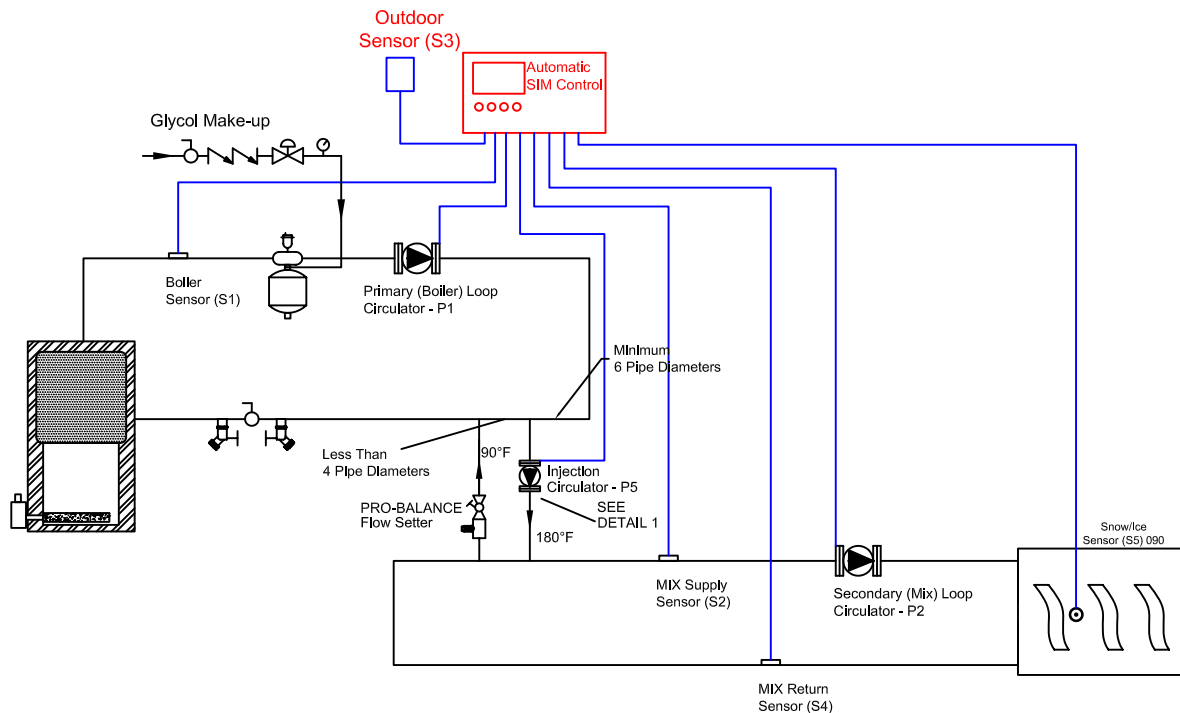 Outdoor
Sensor (S3)
Automatic
SIM Control
Glycol Make-up
Boiler
Sensor (S1)
Primary (Boiler) Loop
Circulator - P1
Minimum
6 Pipe Diameters
Less Than
4 Pipe Diameters
90°F
Injection
Circulator - P5
PRO-BALANCE
Flow Setter
SEE
DETAIL 1
180°F
Snow/Ice
Sensor (S5) 090
MIX Supply
Sensor (S2)
Secondary (Mix) Loop
Circulator - P2
MIX Return
Sensor (S4)